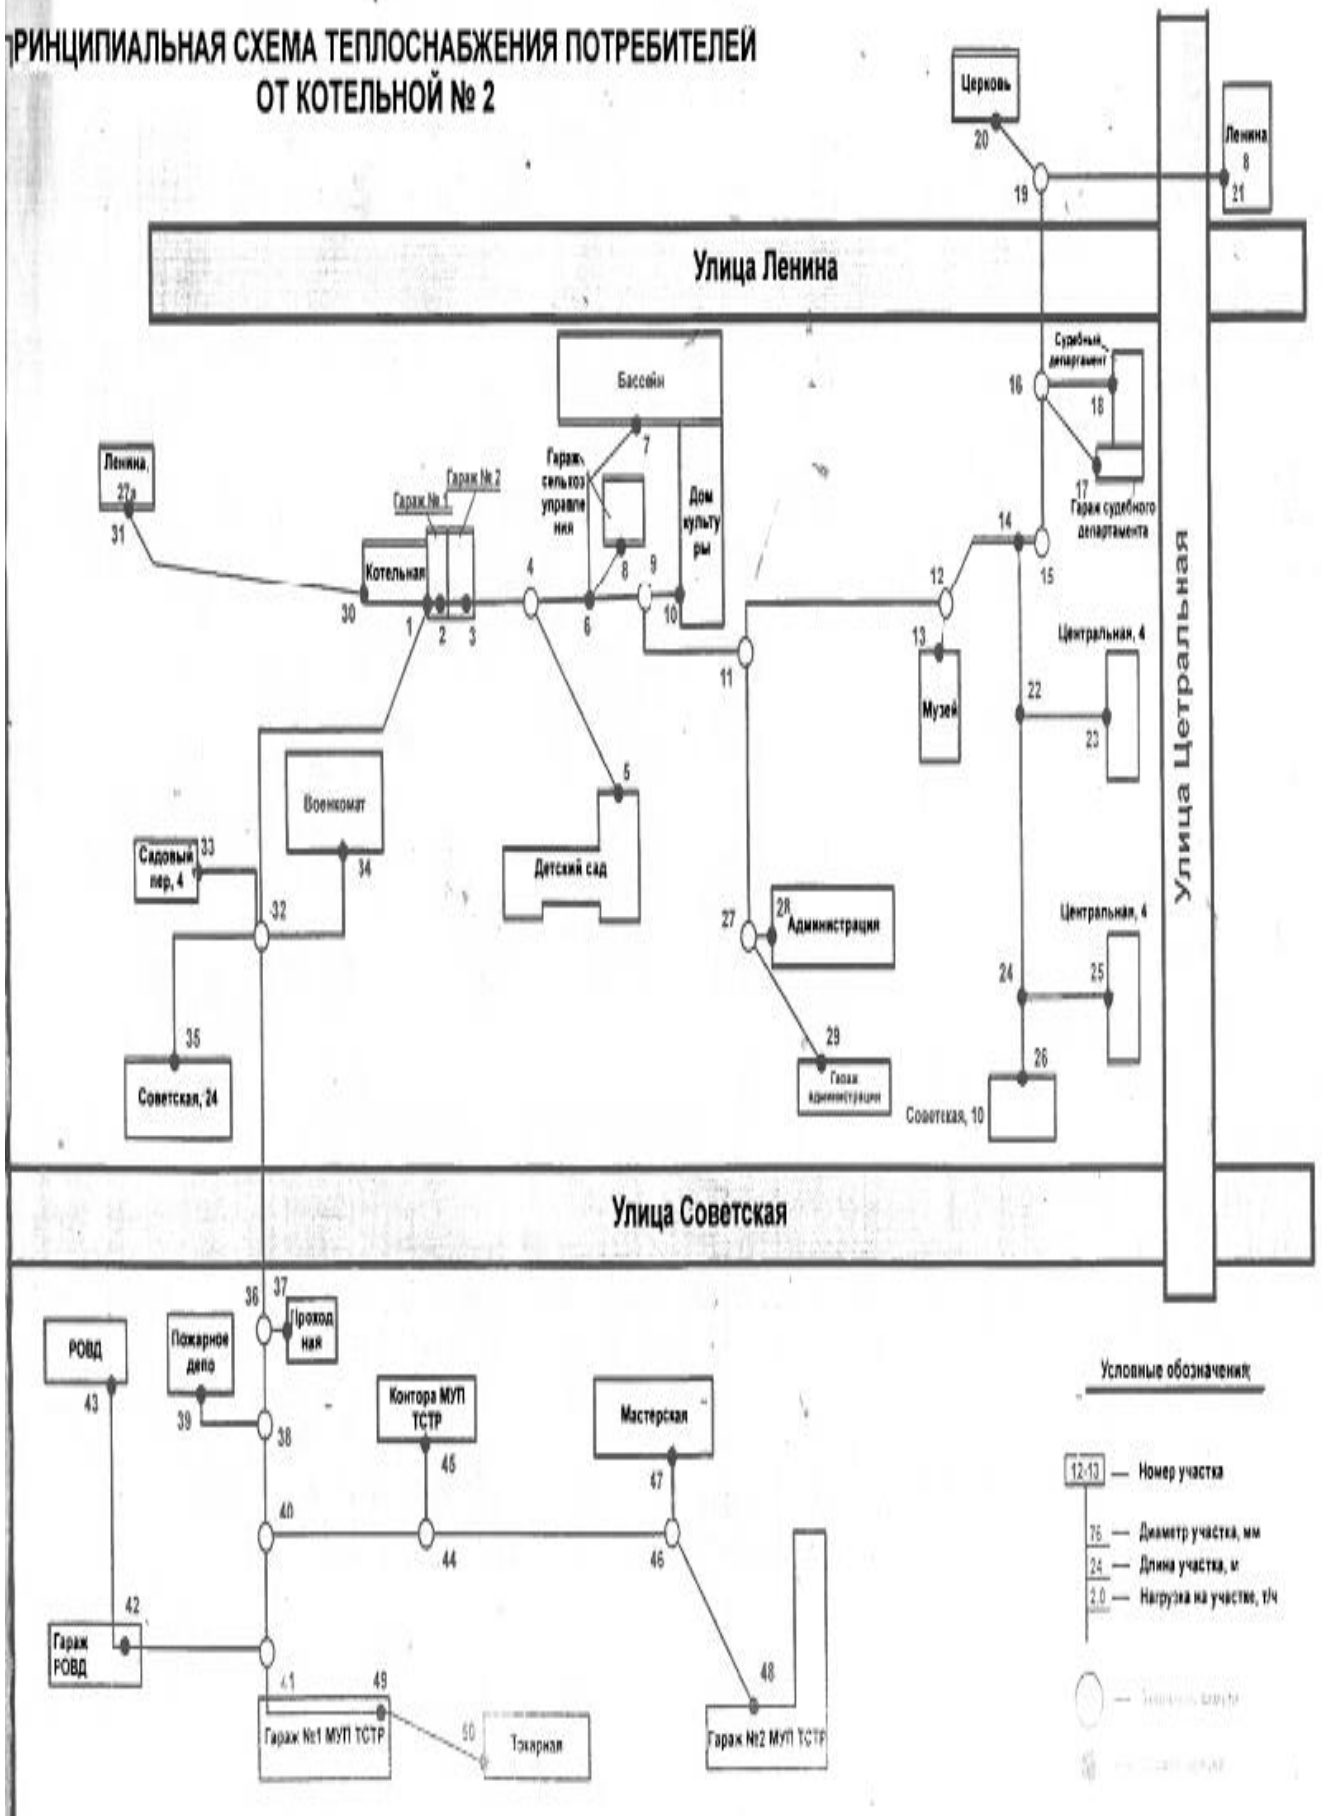 РИНЦИПИАЛЬНАЯ СХЕМА ТЕПЛОСНАБЖЕНИЯ ПОТРЕБИТЕЛЕЙ
ОТ КОТЕЛЬНОЙ № 2
Церковь
20
Ленина
8
21
19
Улица Ленина
Бассейн
7
Судебный
департамент
16
18
17
Гараж судебного
департамента
Ленина,
27а
31
Гараж № 2
Гараж № 1
Гараж
сельхоз
управле
ния
8
Дом
культу
ры
Котельная
30
1
2
3
4
6
9
10
11
12
13
Музей
14
15
22
Центральная, 4
23
Улица Цетральная
Военкомат
34
5
Детский сад
Садовый
пер, 4
33
32
27
28
Администрация
Центральная, 4
24
25
35
Советская, 24
29
Гараж
администрации
26
Советская, 10
Улица Советская
36
37
Проход
ная
РОВД
43
Пожарное
депо
39
38
Контора МУП
ТСТР
45
Мастерская
47
40
44
46
42
Гараж
РОВД
41
49
Гараж №1 МУП ТСТР
50
Токарная
48
Гараж №2 МУП ТСТР
Условные обозначения;
12-13 — Номер участка
76 — Диаметр участка, мм
24 — Длина участка, м
2,0 — Нагрузка на участке, т/ч